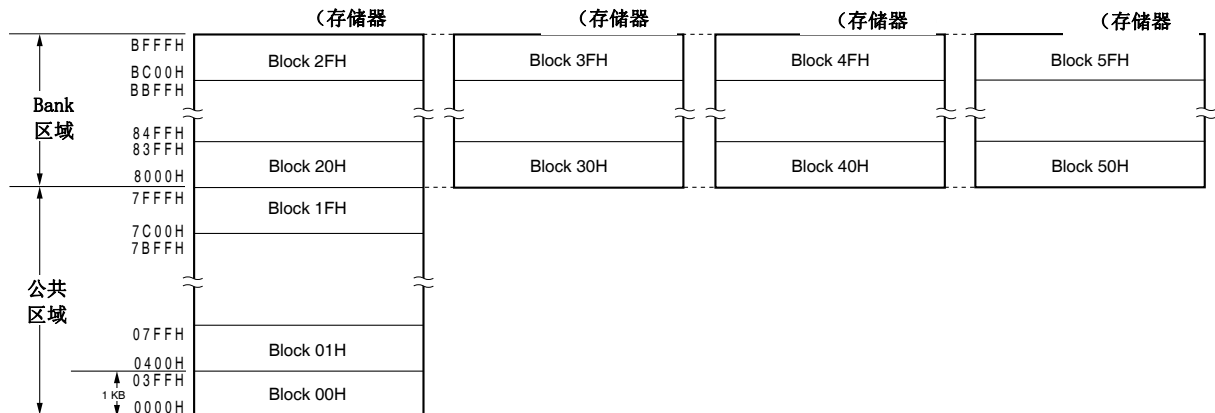 （存储器 （存储器 （存储器 （存储器
BFFFH
Block 2FH Block 3FH Block 4FH Block 5FH
BC00H
BBFFH
Bank
区域
84FFH
83FFH
Block 20H Block 30H Block 40H Block 50H
8000H
7FFFH
Block 1FH
7C00H
7BFFH
公共
区域
07FFH
Block 01H
0400H
03FFH
1 KB
Block 00H
0000H